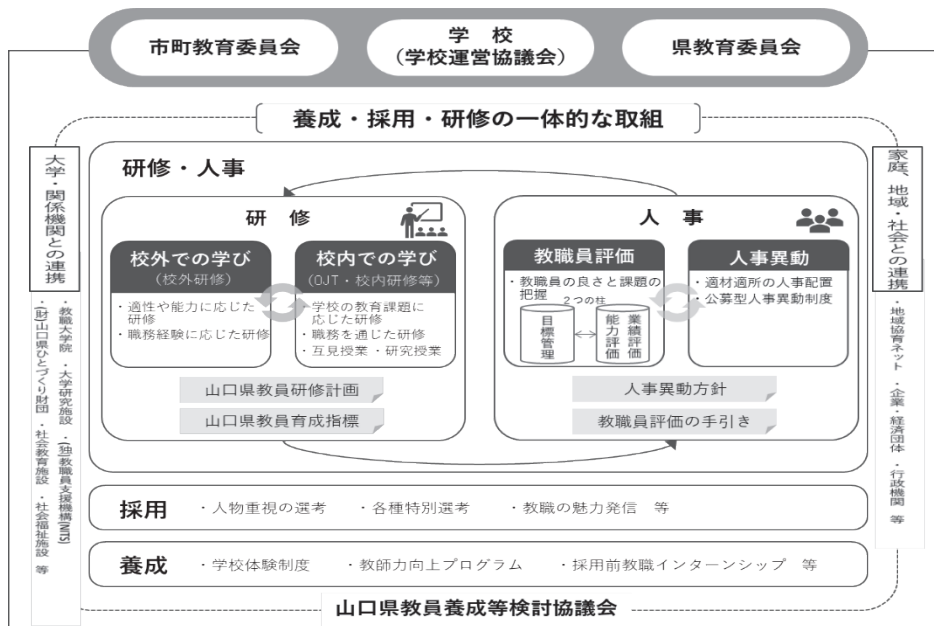 市町教育委員会
学 校
(学校運営協議会)
県教育委員会
養成・採用・研修の一体的な取組
大学・関係機関との連携
・教職大学院 ・大学研究施設 ・(独)教職員支援機構(NITS)
・(財)山口県ひとづくり財団 ・社会教育施設 ・社会福祉施設 等
研修・人事
研 修
校外での学び
(校外研修)
・適性や能力に応じた
研修
・職務経験に応じた研修
校内での学び
(OJT・校内研修等)
・学校の教育課題に
応じた研修
・職務を通じた研修
・互見授業・研究授業
山口県教員研修計画
山口県教員育成指標
人 事
教職員評価
・教職員の良さと課題の
把握
2つの柱
目標管理
業績評価
能力評価
人事異動
・適材適所の人事配置
・公募型人事異動制度
人事異動方針
教職員評価の手引き
家庭、地域・社会との連携
・地域協育ネット ・企業・経済団体 ・行政機関 等
採用
・人物重視の選考 ・各種特別選考 ・教職の魅力発信 等
養成
・学校体験制度 ・教師力向上プログラム ・採用前教職インターンシップ 等
山口県教員養成等検討協議会